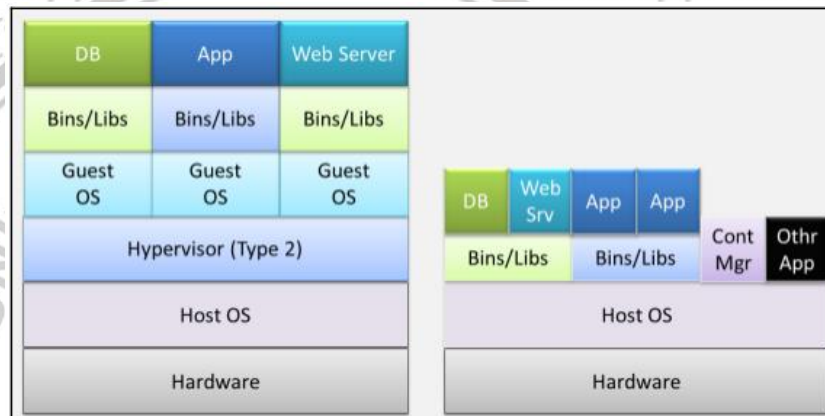 DB App Web Server
Bins/Libs Bins/Libs Bins/Libs
Guest Guest Guest
OS OS OS
Hypervisor (Type 2)
Host OS
Hardware
DB Web App App
Srv
Cont Othr
Mgr App
Bins/Libs Bins/Libs
Host OS
Hardware